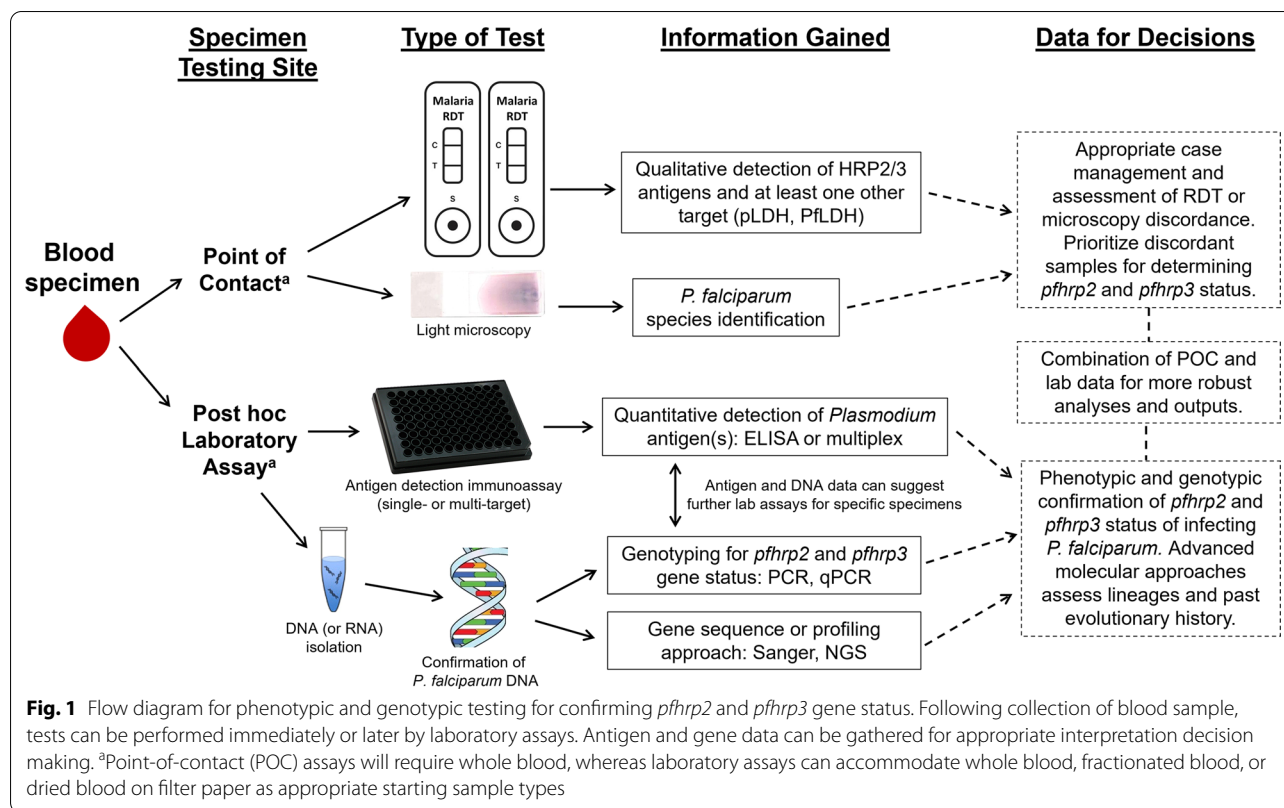 Specimen
Testing Site
Type of Test
Information Gained
Data for Decisions
Blood
specimen
Point of
Contactᵃ
Malaria
RDT
C
T
S
Malaria
RDT
C
T
S
Light microscopy
Qualitative detection of HRP2/3
antigens and at least one other
target (pLDH, PfLDH)
P. falciparum
species identification
Appropriate case
management and
assessment of RDT or
microscopy discordance.
Prioritize discordant
samples for determining
pfhrp2 and pfhrp3 status.
Combination of POC and
lab data for more robust
analyses and outputs.
Post hoc
Laboratory
Assayᵃ
Antigen detection immunoassay
(single- or multi-target)
Quantitative detection of Plasmodium
antigen(s): ELISA or multiplex
Antigen and DNA data can suggest
further lab assays for specific specimens
DNA (or RNA)
isolation
Confirmation of
P. falciparum DNA
Genotyping for pfhrp2 and pfhrp3
gene status: PCR, qPCR
Gene sequence or profiling
approach: Sanger, NGS
Phenotypic and genotypic
confirmation of pfhrp2 and
pfhrp3 status of infecting
P. falciparum. Advanced
molecular approaches
assess lineages and past
evolutionary history.
Fig. 1 Flow diagram for phenotypic and genotypic testing for confirming pfhrp2 and pfhrp3 gene status. Following collection of blood sample,
tests can be performed immediately or later by laboratory assays. Antigen and gene data can be gathered for appropriate interpretation decision
making. ᵃPoint-of-contact (POC) assays will require whole blood, whereas laboratory assays can accommodate whole blood, fractionated blood, or
dried blood on filter paper as appropriate starting sample types